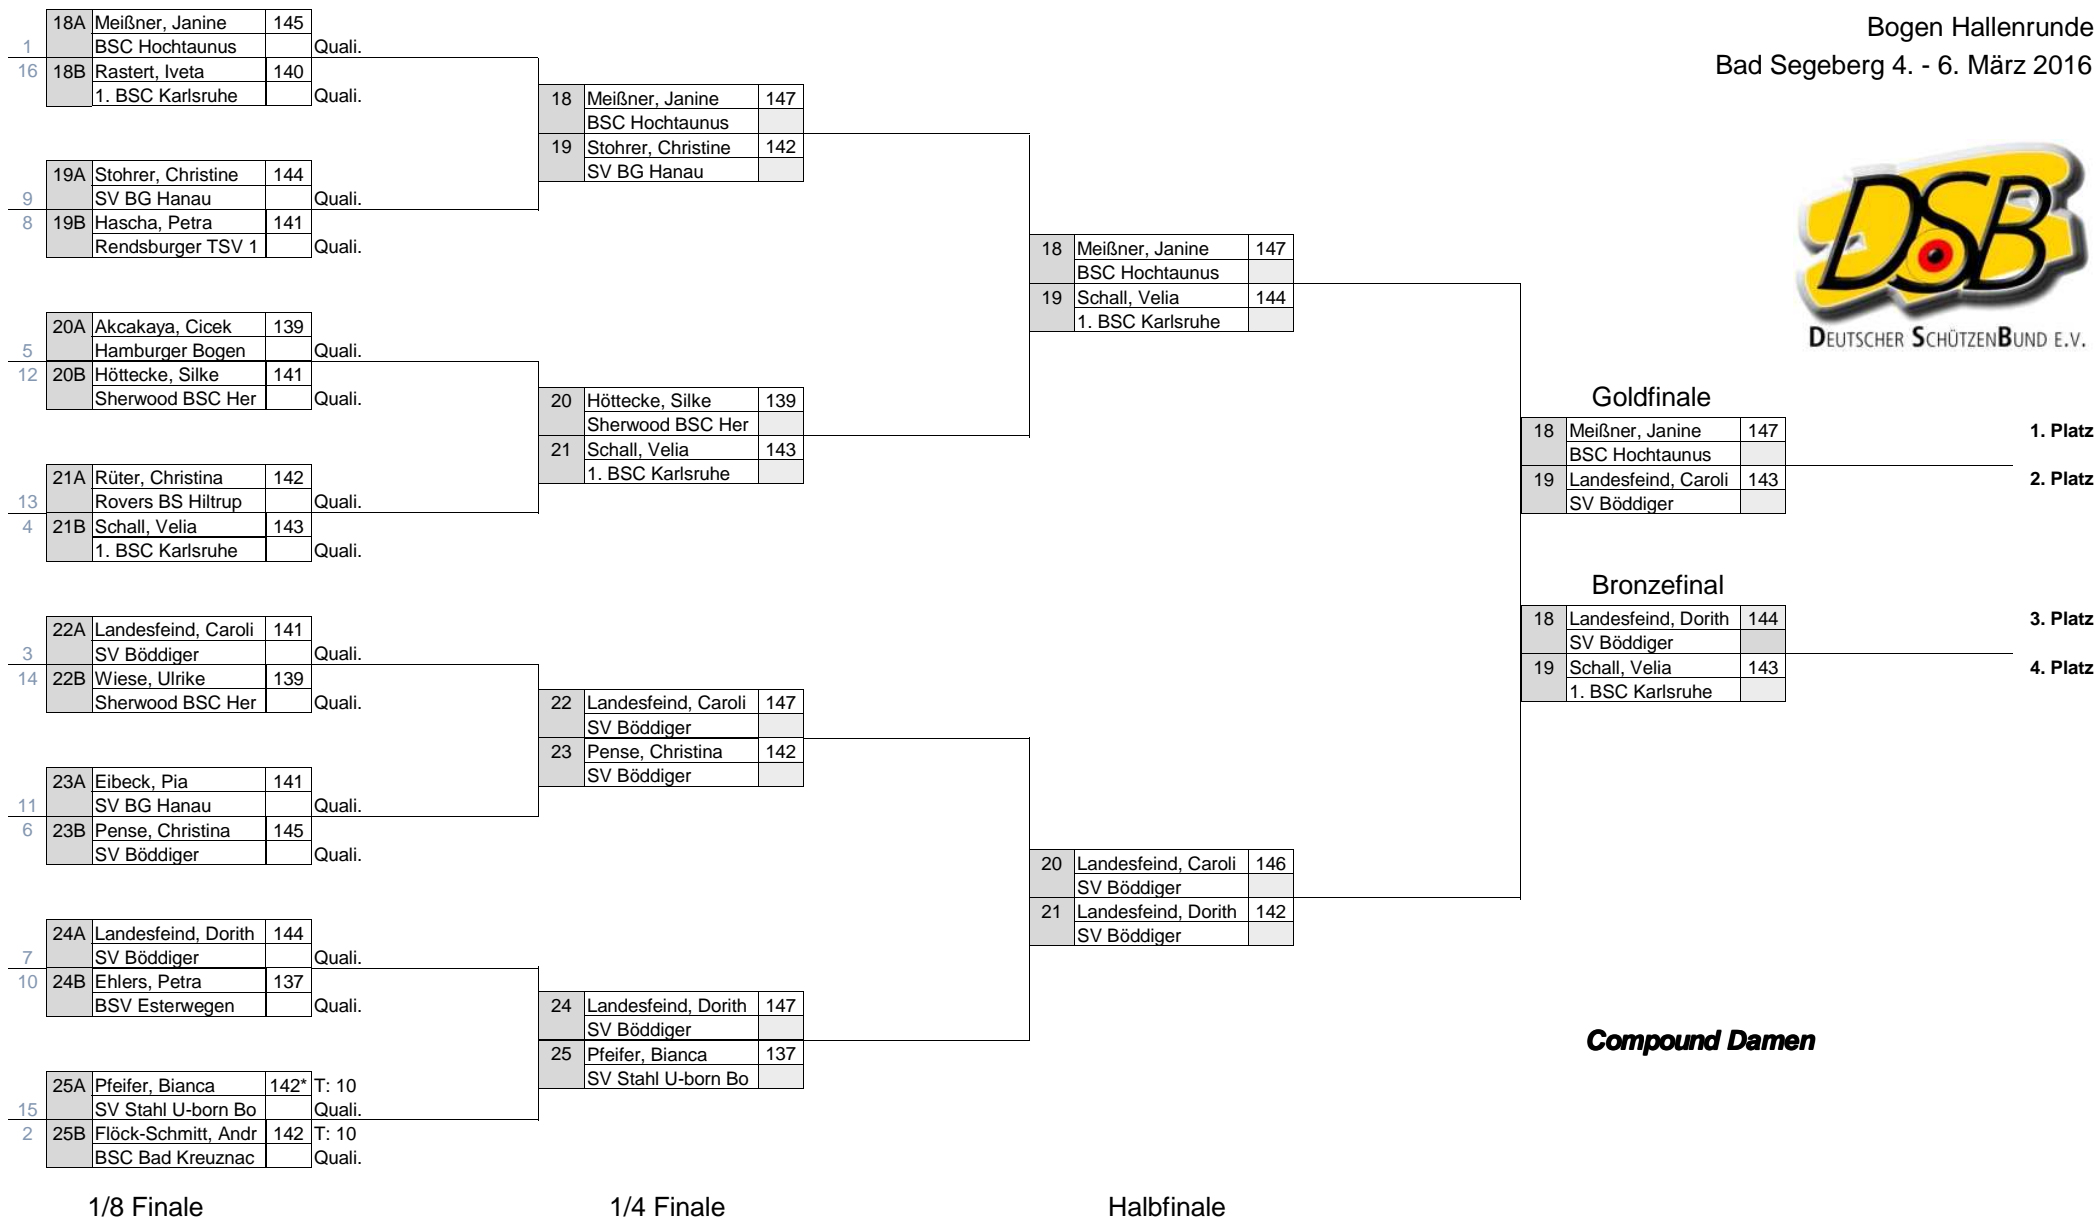 Bogen Hallenrunde
Bad Segeberg 4. - 6. März 2016
DSB
DEUTSCHER SCHÜTZENBUND E.V.
18A Meißner, Janine 145
1 BSC Hochtaunus Quali.
16 18B Rastert, Iveta 140
1. BSC Karlsruhe Quali.
19A Stohrer, Christine 144
9 SV BG Hanau Quali.
8 19B Hascha, Petra 141
Rendsburger TSV 1 Quali.
20A Akcakaya, Cicek 139
5 Hamburger Bogen Quali.
12 20B Höttecke, Silke 141
Sherwood BSC Her Quali.
21A Rüter, Christina 142
13 Rovers BS Hiltrup Quali.
4 21B Schall, Velia 143
1. BSC Karlsruhe Quali.
22A Landesfeind, Caroli 141
3 SV Böddiger Quali.
14 22B Wiese, Ulrike 139
Sherwood BSC Her Quali.
23A Eibeck, Pia 141
11 SV BG Hanau Quali.
6 23B Pense, Christina 145
SV Böddiger Quali.
24A Landesfeind, Dorith 144
7 SV Böddiger Quali.
10 24B Ehlers, Petra 137
BSV Esterwegen Quali.
25A Pfeifer, Bianca 142* T: 10
15 SV Stahl U-born Bo Quali.
2 25B Flöck-Schmitt, Andr 142 T: 10
BSC Bad Kreuznac Quali.
1/8 Finale
18 Meißner, Janine 147
BSC Hochtaunus
19 Stohrer, Christine 142
SV BG Hanau
20 Höttecke, Silke 139
Sherwood BSC Her
21 Schall, Velia 143
1. BSC Karlsruhe
22 Landesfeind, Caroli 147
SV Böddiger
23 Pense, Christina 142
SV Böddiger
24 Landesfeind, Dorith 147
SV Böddiger
25 Pfeifer, Bianca 137
SV Stahl U-born Bo
1/4 Finale
18 Meißner, Janine 147
BSC Hochtaunus
19 Schall, Velia 144
1. BSC Karlsruhe
20 Landesfeind, Caroli 146
SV Böddiger
21 Landesfeind, Dorith 142
SV Böddiger
Halbfinale
Goldfinale
18 Meißner, Janine 147 1. Platz
BSC Hochtaunus
19 Landesfeind, Caroli 143 2. Platz
SV Böddiger
Bronzefinal
18 Landesfeind, Dorith 144 3. Platz
SV Böddiger
19 Schall, Velia 143 4. Platz
1. BSC Karlsruhe
Compound Damen